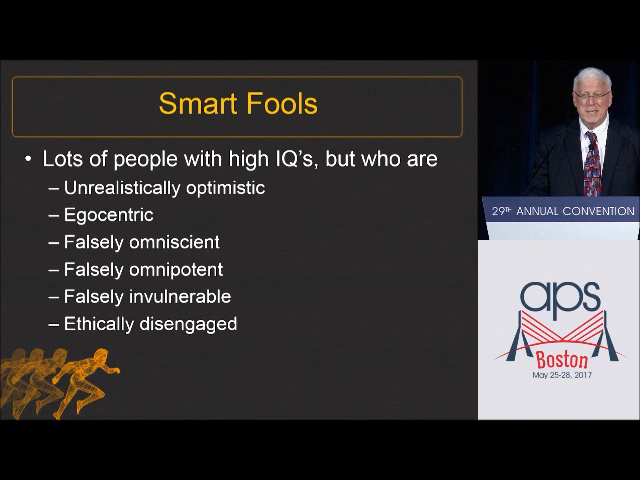 Smart Fools
• Lots of people with high IQ's, but who are
– Unrealistically optimistic
– Egocentric
– Falsely omniscient
– Falsely omnipotent
– Falsely invulnerable
– Ethically disengaged
29TH ANNUAL CONVENTION
aps
Boston
May 25-28, 2017